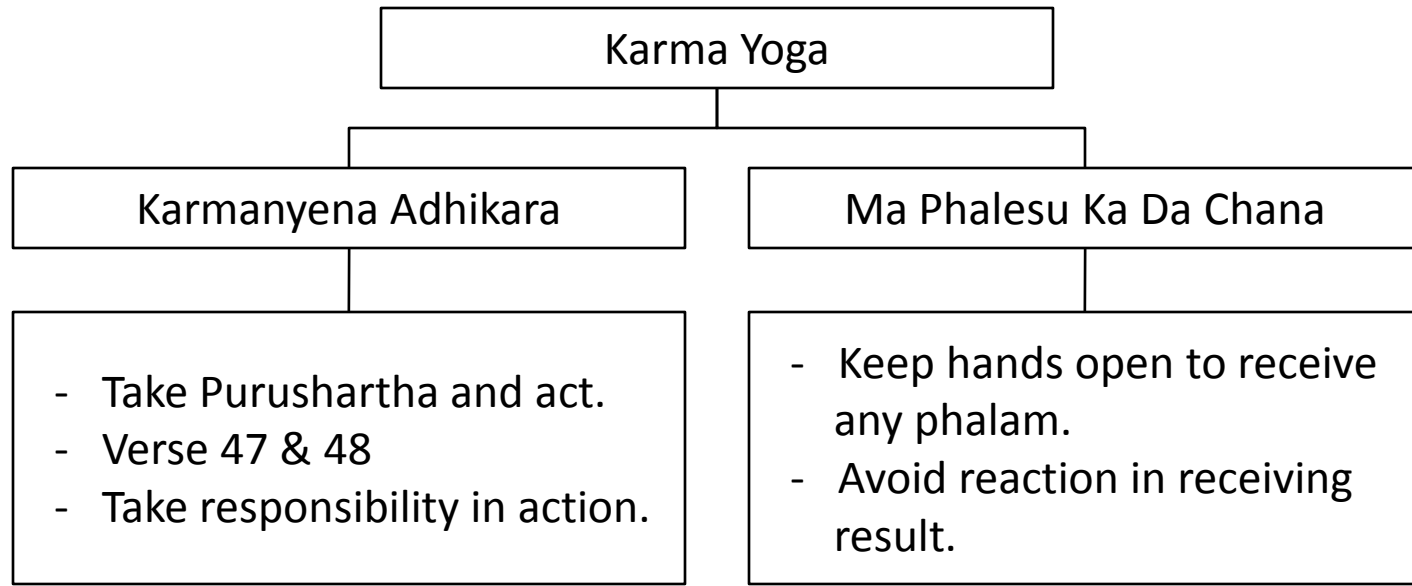 Karma Yoga
Karmanyena Adhikara
Ma Phalesu Ka Da Chana
- Take Purushartha and act.
- Verse 47 & 48
- Take responsibility in action.
- Keep hands open to receive
any phalam.
- Avoid reaction in receiving
result.